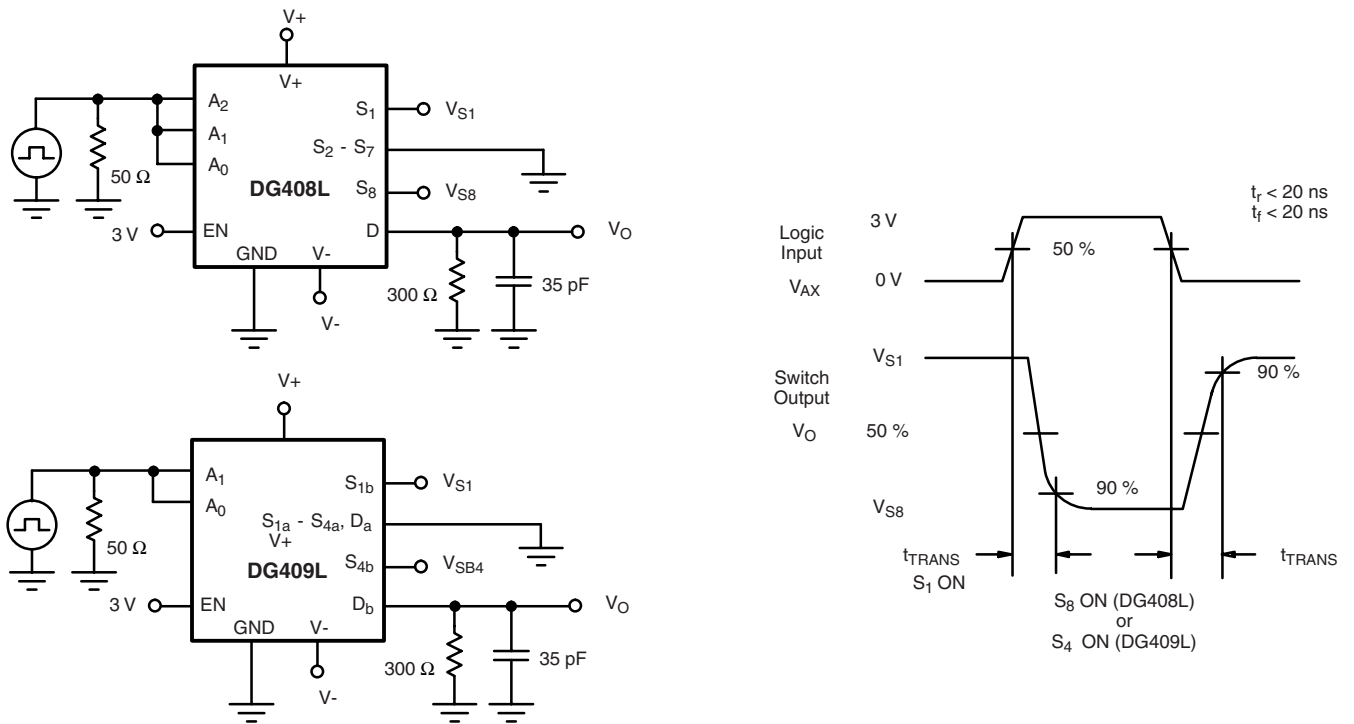 V+
V+
A2
A1
A0
50 Ω
DG408L
S1
VS1
S2 - S7
S8
VS8
3 V
EN
D
VO
GND
V-
V-
300 Ω
35 pF
V+
A1
A0
50 Ω
S1b
VS1
S1a - S4a, Da
V+
DG409L
S4b
VSB4
3 V
EN
Db
VO
GND
V-
V-
300 Ω
35 pF
tr < 20 ns
tf < 20 ns
Logic
Input
VAX
3 V
50 %
0 V
VS1
Switch
Output
VO
90 %
50 %
90 %
VS8
tTRANS
tTRANS
S1 ON
S8 ON (DG408L)
or
S4 ON (DG409L)